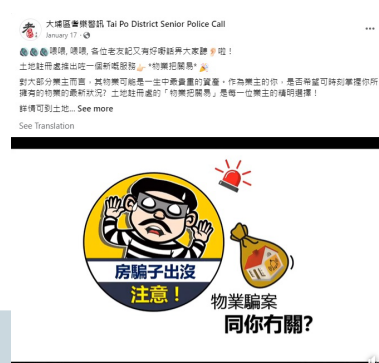 大埔區耆樂警訊 Tai Po District Senior Police Call
January 17
喂喂, 喂喂, 各位老友記又有好嘢話畀大家聽啦！
土地註冊處推出咗一個新嘅服務 *物業把關易*
對大部分業主而言，其物業可能是一生中最貴重的資產。作為業主的你，是否希望可時刻掌握你所
擁有的物業的最新狀況? 土地註冊處的「物業把關易」是每一位業主的精明選擇！
詳情可到土地... See more
See Translation
房騙子出沒
注意！
物業騙案
同你冇關?